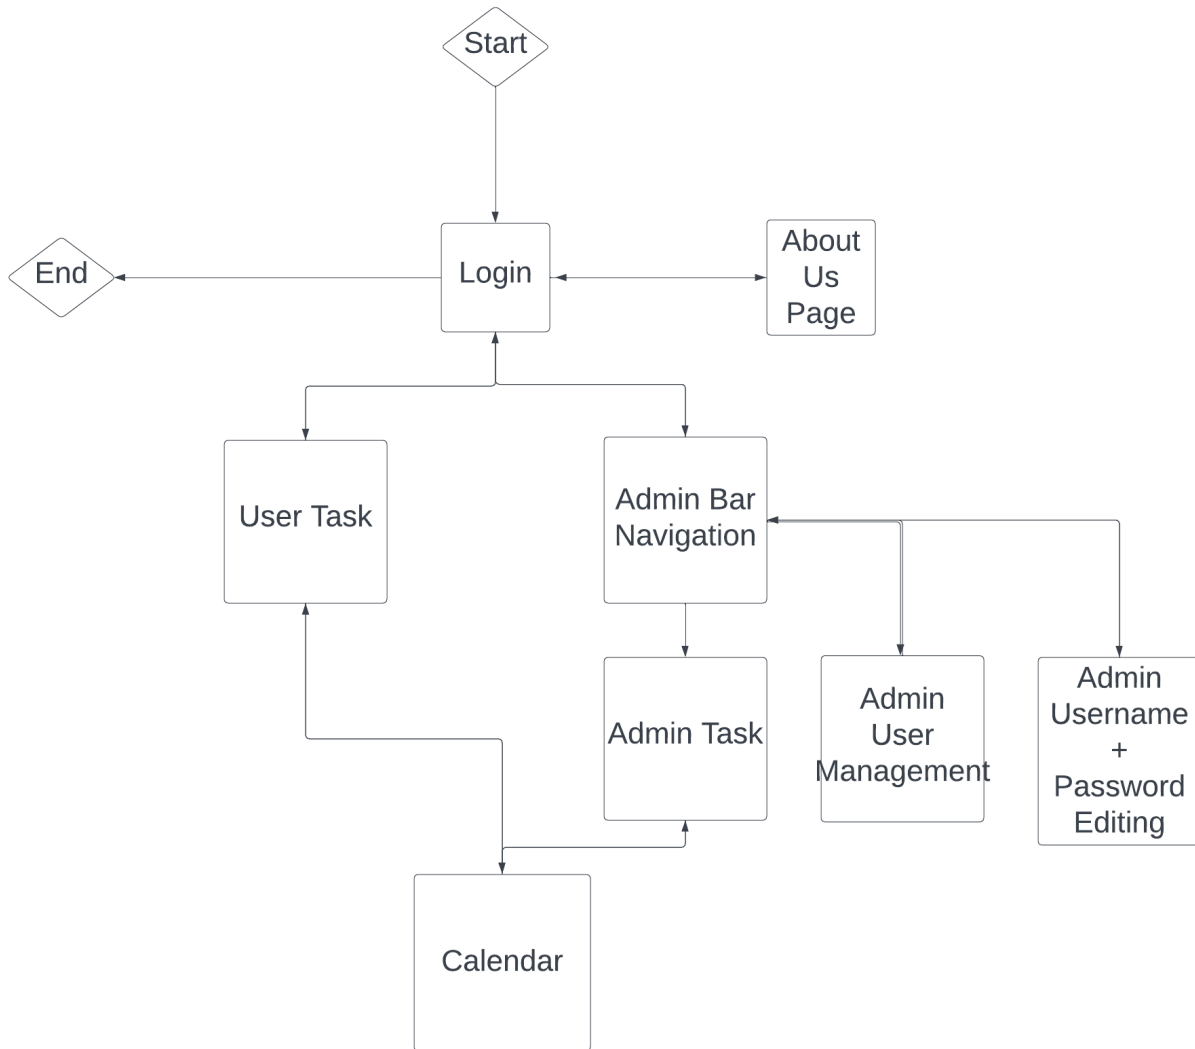 Start
End
Login
About
Us
Page
User Task
Admin Bar
Navigation
Admin Task
Admin
User
Management
Admin
Username
+
Password
Editing
Calendar